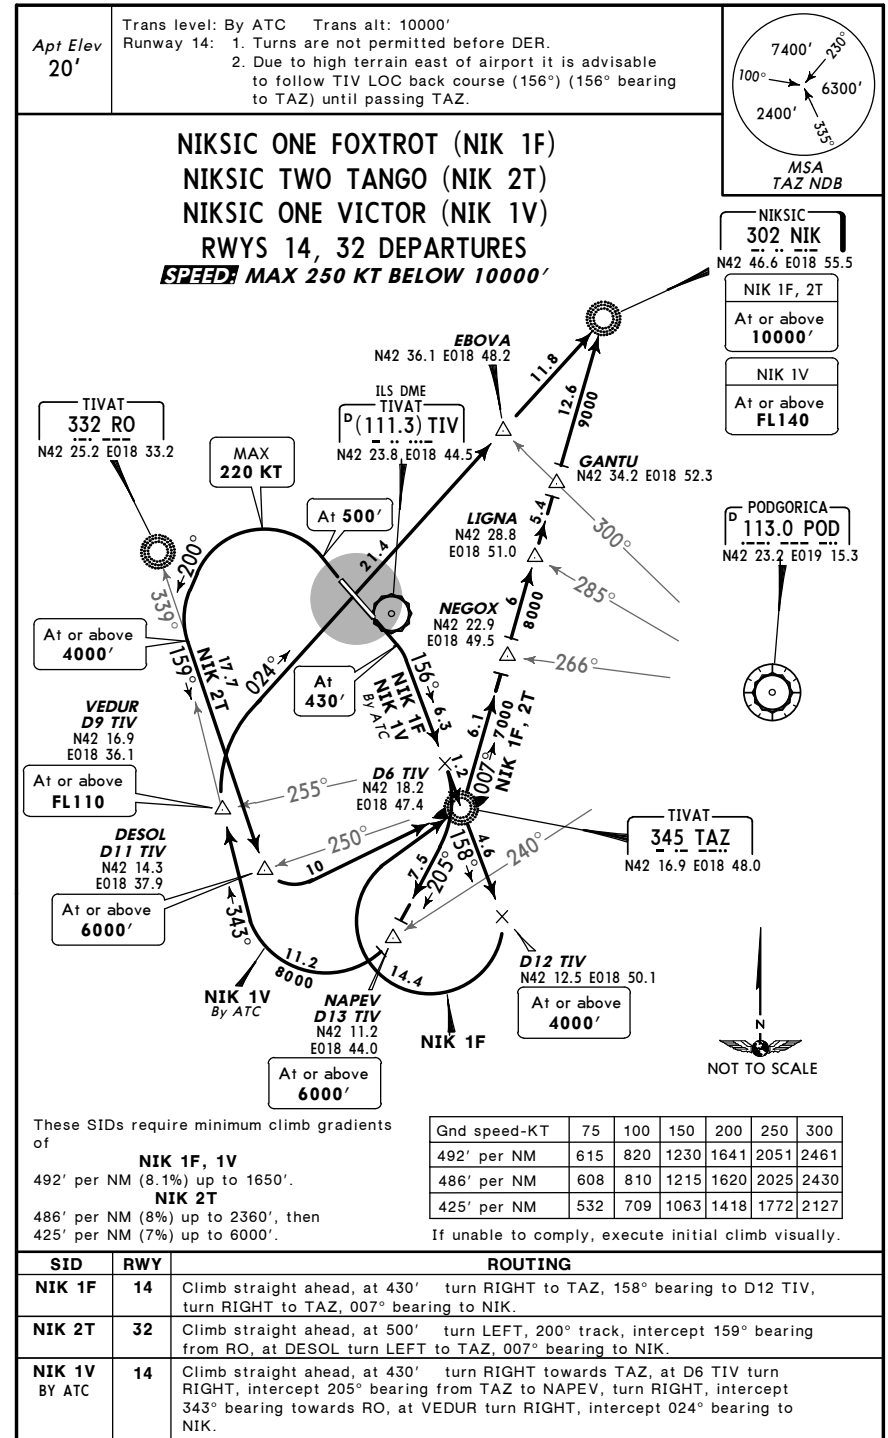 Apt Elev
20'
Trans level: By ATC Trans alt: 10000'
Runway 14: 1. Turns are not permitted before DER.
2. Due to high terrain east of airport it is advisable
to follow TIV LOC back course (156°) (156° bearing
to TAZ) until passing TAZ.
7400'
230°
100°
6300'
2400'
335°
MSA
TAZ NDB
NIKSIC ONE FOXTROT (NIK 1F)
NIKSIC TWO TANGO (NIK 2T)
NIKSIC ONE VICTOR (NIK 1V)
RWYS 14, 32 DEPARTURES
SPEED: MAX 250 KT BELOW 10000'
NIKSIC
302 NIK
N42 46.6 E018 55.5
NIK 1F, 2T
At or above
10000'
NIK 1V
At or above
FL140
EBOVA
N42 36.1 E018 48.2
11.8
12.6
9000
ILS DME
TIVAT
D (111.3) TIV
N42 23.8 E018 44.5
TIVAT
332 RO
N42 25.2 E018 33.2
MAX
220 KT
At 500'
GANTU
N42 34.2 E018 52.3
LIGNA
N42 28.8
E018 51.0
5.4
300°
PODGORICA
D 113.0 POD
N42 23.2 E019 15.3
21.4
200°
339°
285°
NEGOX
N42 22.9
E018 49.5
6
8000
266°
At or above
4000'
159°
17.7
NIK 2T
024°
At
430'
156°
6.3
NIK 1F
NIK 1V
By ATC
6.1
7000
007°
NIK 1F, 2T
VEDUR
D9 TIV
N42 16.9
E018 36.1
At or above
FL110
255°
D6 TIV
N42 18.2
E018 47.4
1.2
TIVAT
345 TAZ
N42 16.9 E018 48.0
DESOL
D11 TIV
N42 14.3
E018 37.9
At or above
6000'
250°
10
7.5
205°
158°
4.6
240°
343°
11.2
8000
NIK 1V
By ATC
14.4
NAPEV
D13 TIV
N42 11.2
E018 44.0
At or above
6000'
NIK 1F
D12 TIV
N42 12.5 E018 50.1
At or above
4000'
N
NOT TO SCALE
These SIDs require minimum climb gradients
of
NIK 1F, 1V
492' per NM (8.1%) up to 1650'.
NIK 2T
486' per NM (8%) up to 2360', then
425' per NM (7%) up to 6000'.
Gnd speed-KT 75 100 150 200 250 300
492' per NM 615 820 1230 1641 2051 2461
486' per NM 608 810 1215 1620 2025 2430
425' per NM 532 709 1063 1418 1772 2127
If unable to comply, execute initial climb visually.
SID RWY ROUTING
NIK 1F 14 Climb straight ahead, at 430' turn RIGHT to TAZ, 158° bearing to D12 TIV,
turn RIGHT to TAZ, 007° bearing to NIK.
NIK 2T 32 Climb straight ahead, at 500' turn LEFT, 200° track, intercept 159° bearing
from RO, at DESOL turn LEFT to TAZ, 007° bearing to NIK.
NIK 1V 14 Climb straight ahead, at 430' turn RIGHT towards TAZ, at D6 TIV turn
BY ATC RIGHT, intercept 205° bearing from TAZ to NAPEV, turn RIGHT, intercept
343° bearing towards RO, at VEDUR turn RIGHT, intercept 024° bearing to
NIK.